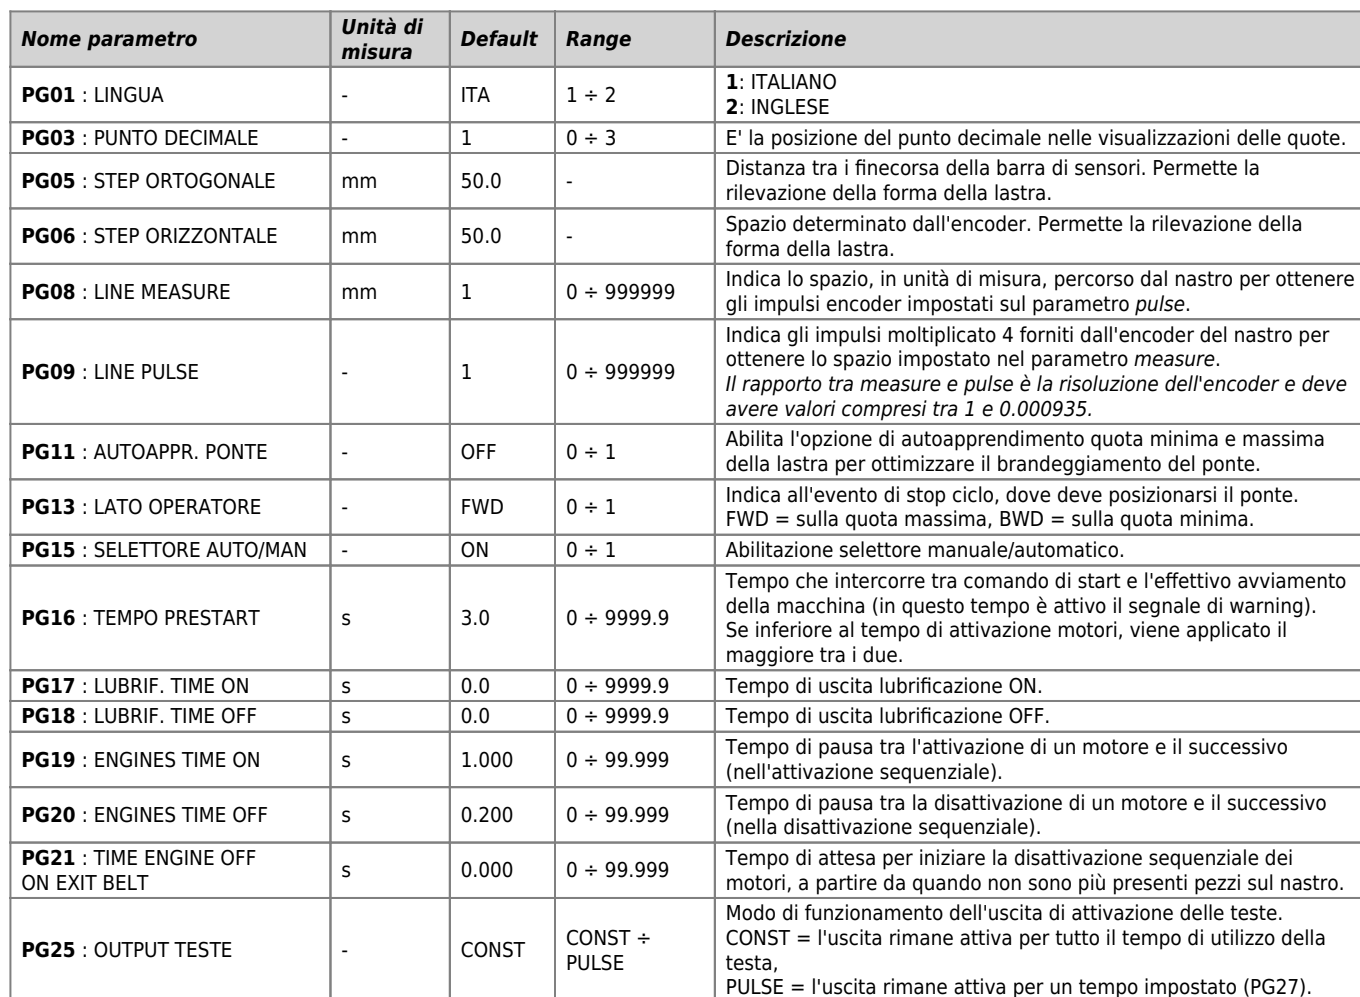 Nome parametro Unità di misura Default Range Descrizione
PG01 : LINGUA - ITA 1 ÷ 2 1: ITALIANO
2: INGLESE
PG03 : PUNTO DECIMALE - 1 0 ÷ 3 E' la posizione del punto decimale nelle visualizzazioni delle quote.
PG05 : STEP ORTOGONALE mm 50.0 - Distanza tra i finecorsa della barra di sensori. Permette la
rilevazione della forma della lastra.
PG06 : STEP ORIZZONTALE mm 50.0 - Spazio determinato dall'encoder. Permette la rilevazione della
forma della lastra.
PG08 : LINE MEASURE mm 1 0 ÷ 999999 Indica lo spazio, in unità di misura, percorso dal nastro per ottenere
gli impulsi encoder impostati sul parametro pulse.
PG09 : LINE PULSE - 1 0 ÷ 999999 Indica gli impulsi moltiplicato 4 forniti dall'encoder del nastro per
ottenere lo spazio impostato nel parametro measure.
Il rapporto tra measure e pulse è la risoluzione dell'encoder e deve
avere valori compresi tra 1 e 0.000935.
PG11 : AUTOAPPR. PONTE - OFF 0 ÷ 1 Abilita l'opzione di autoapprendimento quota minima e massima
della lastra per ottimizzare il brandeggiamento del ponte.
PG13 : LATO OPERATORE - FWD 0 ÷ 1 Indica all'evento di stop ciclo, dove deve posizionarsi il ponte.
FWD = sulla quota massima, BWD = sulla quota minima.
PG15 : SELETTORE AUTO/MAN - ON 0 ÷ 1 Abilitazione selettore manuale/automatico.
PG16 : TEMPO PRESTART s 3.0 0 ÷ 9999.9 Tempo che intercorre tra comando di start e l'effettivo avviamento
della macchina (in questo tempo è attivo il segnale di warning).
Se inferiore al tempo di attivazione motori, viene applicato il
maggiore tra i due.
PG17 : LUBRIF. TIME ON s 0.0 0 ÷ 9999.9 Tempo di uscita lubrificazione ON.
PG18 : LUBRIF. TIME OFF s 0.0 0 ÷ 9999.9 Tempo di uscita lubrificazione OFF.
PG19 : ENGINES TIME ON s 1.000 0 ÷ 99.999 Tempo di pausa tra l'attivazione di un motore e il successivo
(nell'attivazione sequenziale).
PG20 : ENGINES TIME OFF s 0.200 0 ÷ 99.999 Tempo di pausa tra la disattivazione di un motore e il successivo
(nella disattivazione sequenziale).
PG21 : TIME ENGINE OFF
ON EXIT BELT s 0.000 0 ÷ 99.999 Tempo di attesa per iniziare la disattivazione sequenziale dei
motori, a partire da quando non sono più presenti pezzi sul nastro.
PG25 : OUTPUT TESTE - CONST CONST ÷
PULSE Modo di funzionamento dell'uscita di attivazione delle teste.
CONST = l'uscita rimane attiva per tutto il tempo di utilizzo della
testa,
PULSE = l'uscita rimane attiva per un tempo impostato (PG27).